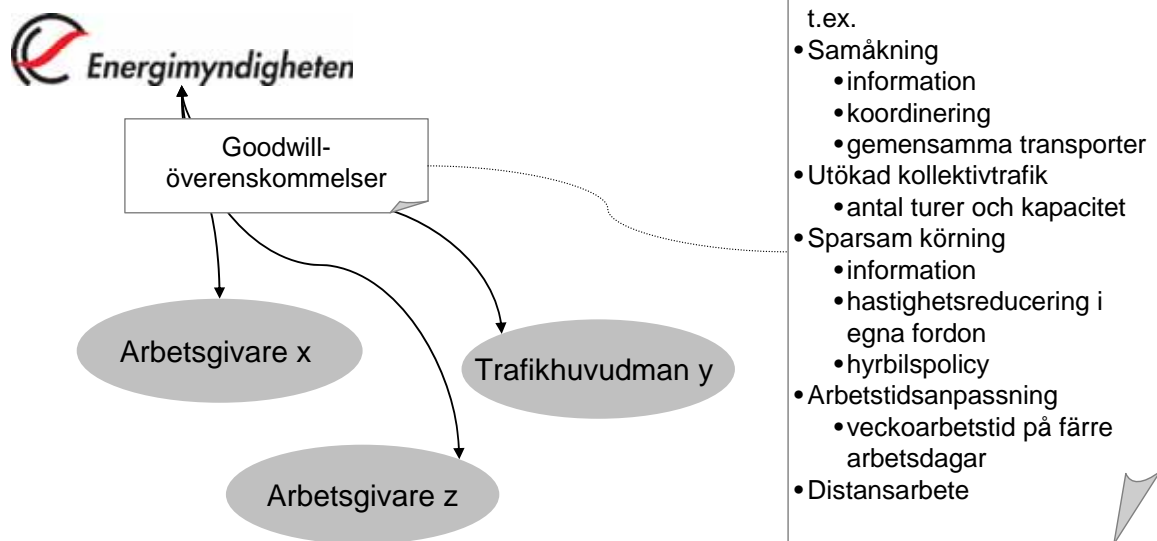 Energimyndigheten
Goodwill-
överenskommelser
Arbetsgivare x
Trafikhuvudman y
Arbetsgivare z
t.ex.
•Samåkning
•information
•koordinering
•gemensamma transporter
•Utökad kollektivtrafik
•antal turer och kapacitet
•Sparsam körning
•information
•hastighetsreducering i
egna fordon
•hyrbilspolicy
•Arbetstidsanpassning
•veckoarbetstid på färre
arbetsdagar
•Distansarbete